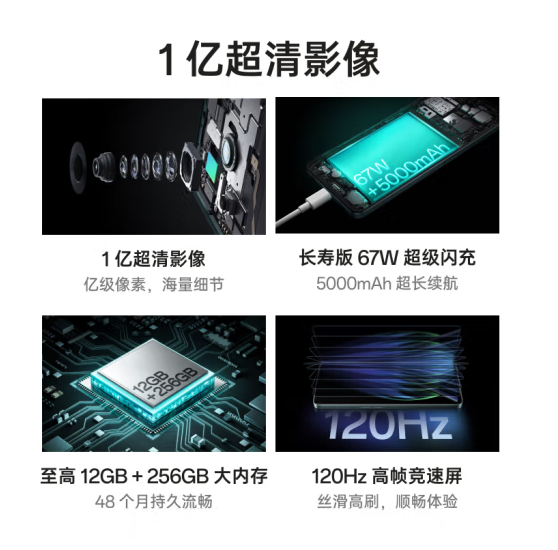 1 亿超清影像
67W
+5000mAh
1 亿超清影像
亿级像素，海量细节
长寿版 67W 超级闪充
5000mAh 超长续航
12GB
+256GB
120Hz
至高 12GB + 256GB 大内存
48 个月持久流畅
120Hz 高帧竞速屏
丝滑高刷，顺畅体验